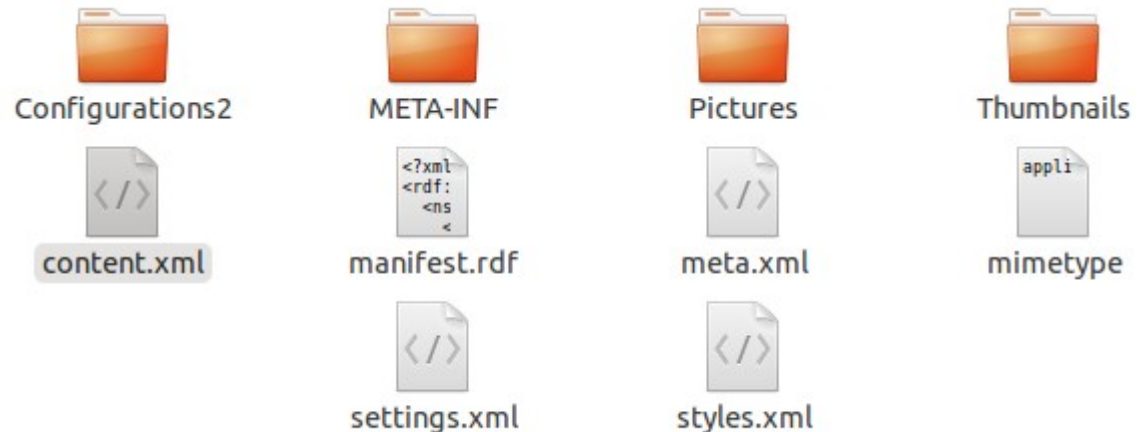 Configurations2
META-INF
Pictures
Thumbnails
<?xml
<rdf:
<ns
<
appli
content.xml
manifest.rdf
meta.xml
mimetype
settings.xml
styles.xml